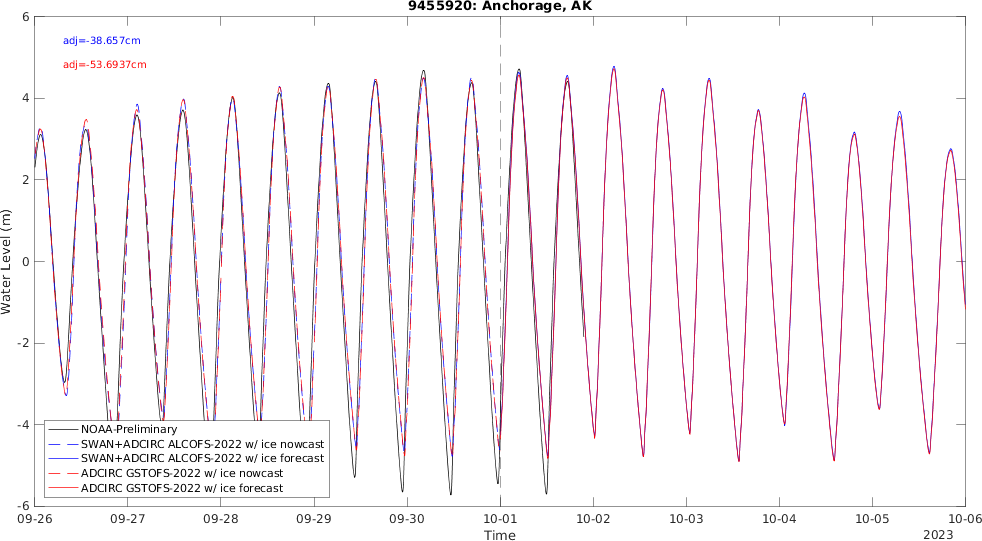 9455920: Anchorage, AK
adj=-38.657cm
adj=-53.6937cm
6
4
2
0
-2
-4
-6
Water Level (m)
NOAA-Preliminary
SWAN+ADCIRC ALCOFS-2022 w/ ice nowcast
SWAN+ADCIRC ALCOFS-2022 w/ ice forecast
ADCIRC GSTOFS-2022 w/ ice nowcast
ADCIRC GSTOFS-2022 w/ ice forecast
09-26 09-27 09-28 09-29 09-30 10-01 10-02 10-03 10-04 10-05 10-06
Time
2023